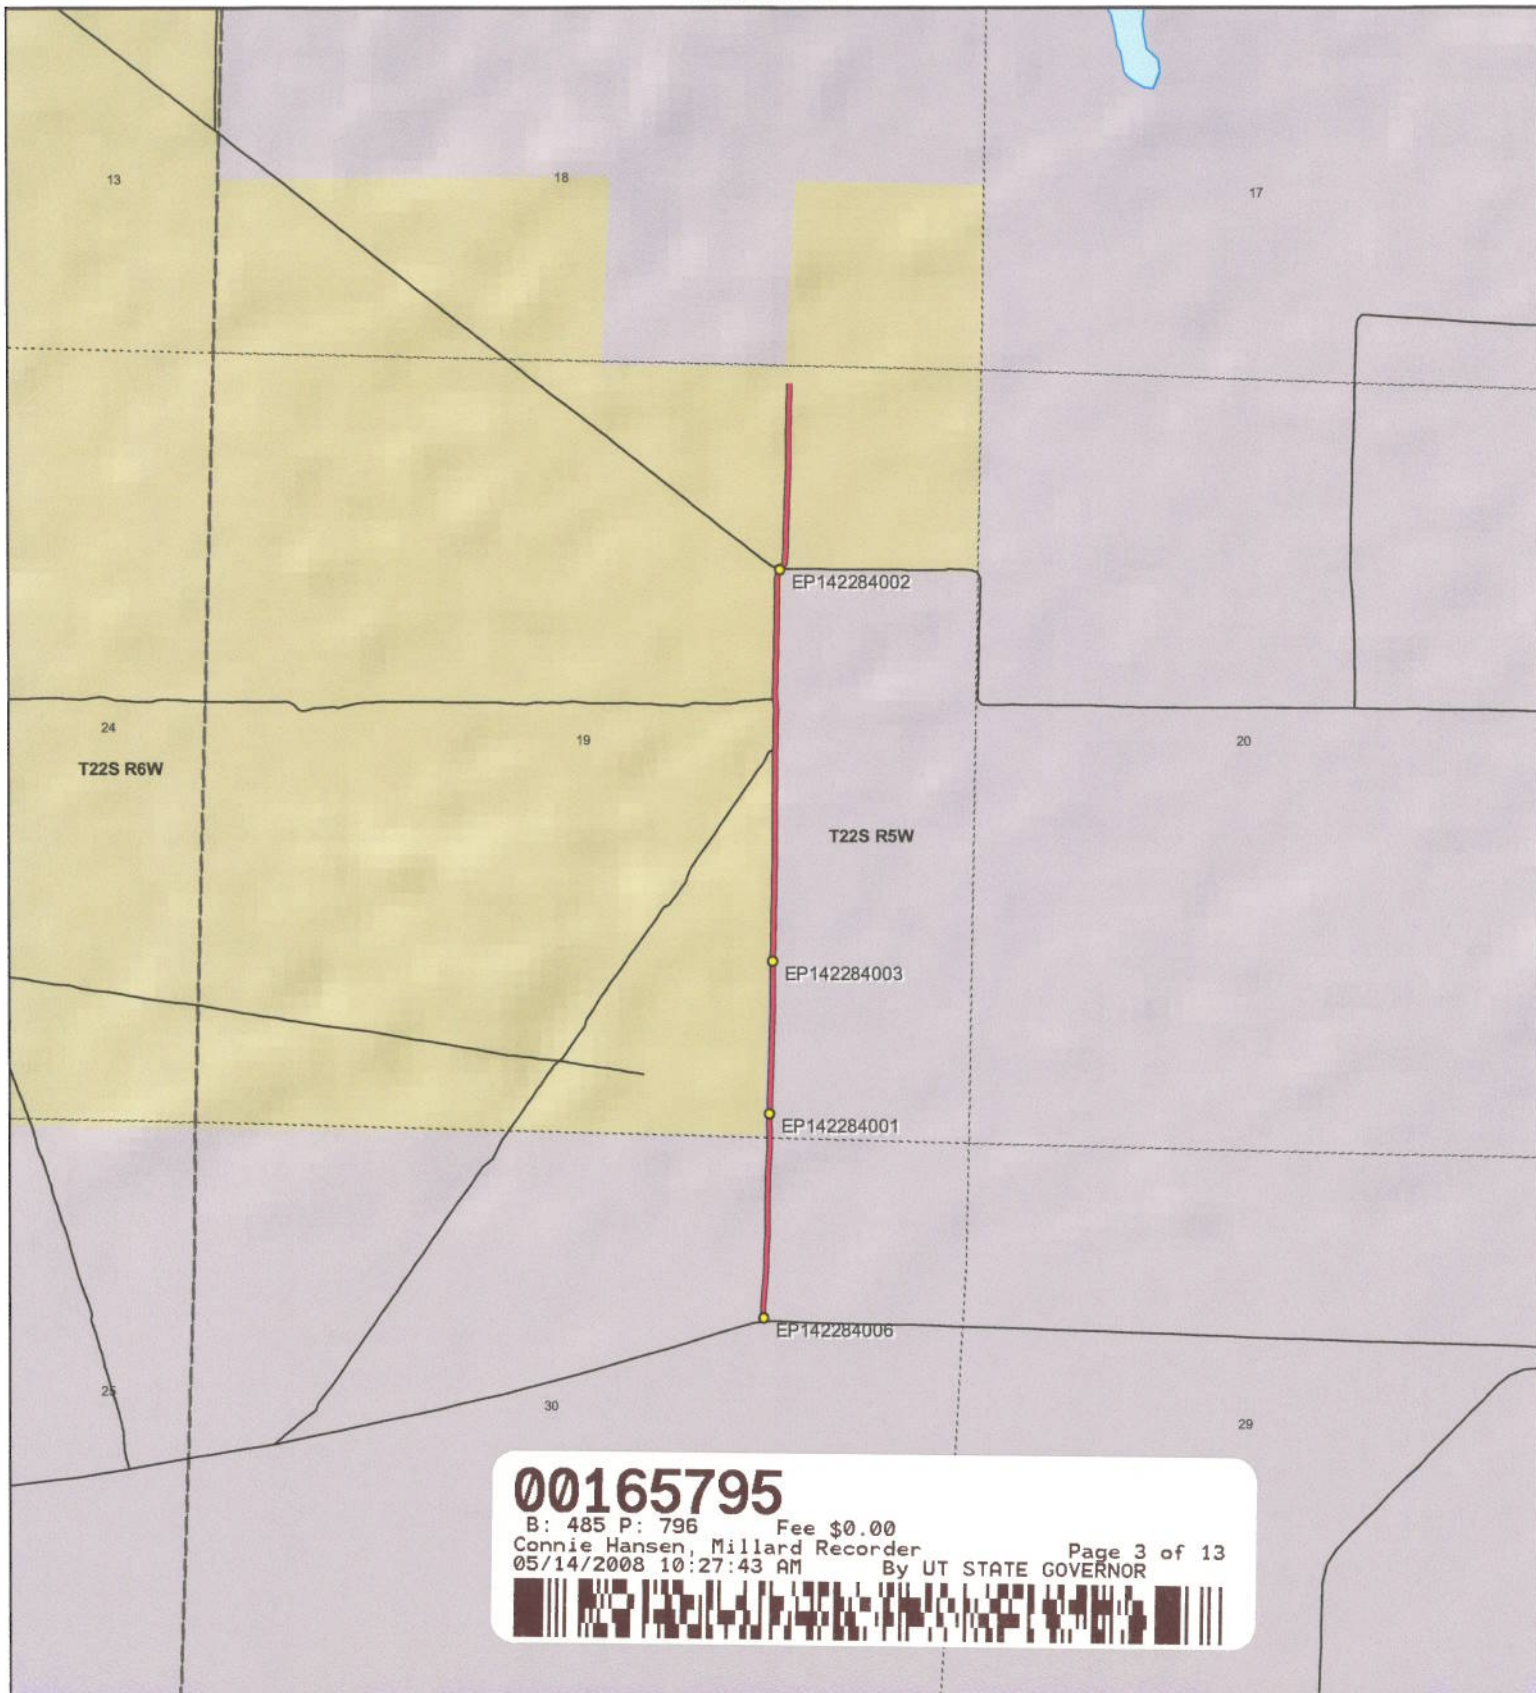 13
18
17
EP142284002
24
19
20
T22S R6W
T22S R5W
EP142284003
EP142284001
EP142284006
25
30
29
00165795
B: 485 P: 796 Fee $0.00
Connie Hansen, Millard Recorder Page 3 of 13
05/14/2008 10:27:43 AM By UT STATE GOVERNOR